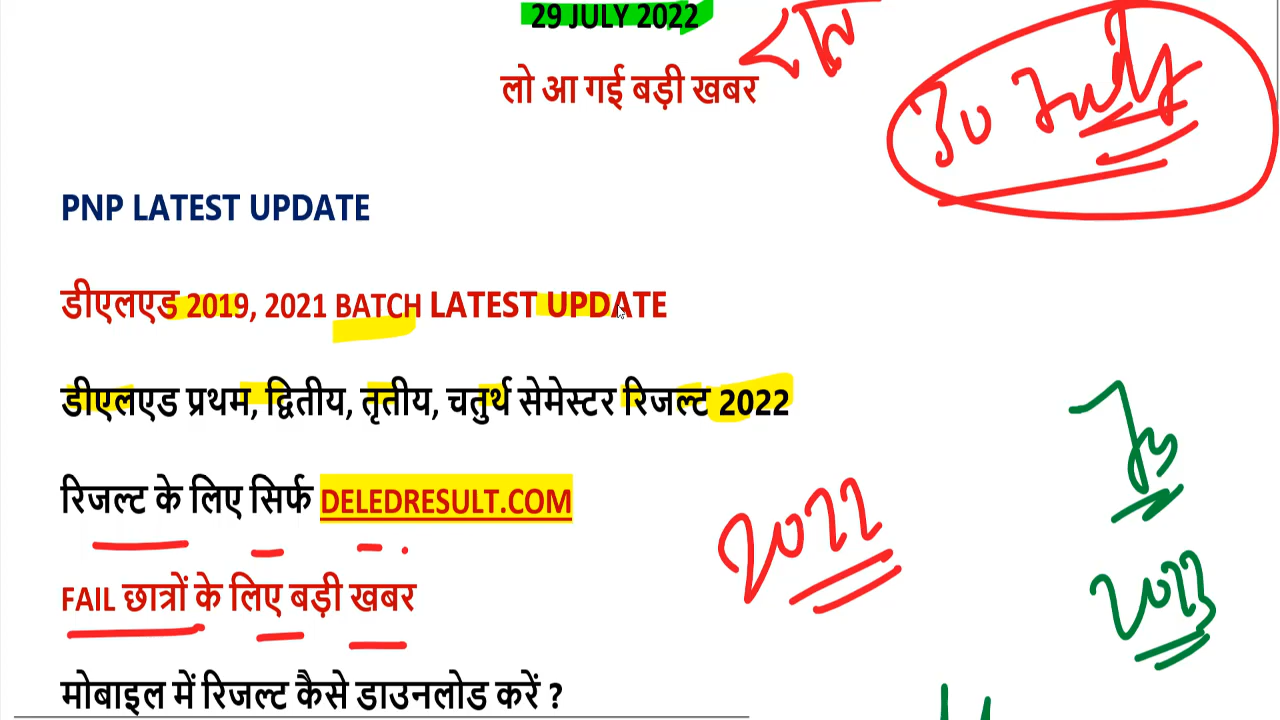 29 JULY 2022
लो आ गई बड़ी खबर
30 July
PNP LATEST UPDATE
डीएलएड 2019, 2021 BATCH LATEST UPDATE
डीएलएड प्रथम, द्वितीय, तृतीय, चतुर्थ सेमेस्टर रिजल्ट 2022
रिजल्ट के लिए सिर्फ DELEDRESULT.COM
2022
2023
FAIL छात्रों के लिए बड़ी खबर
मोबाइल में रिजल्ट कैसे डाउनलोड करें ?